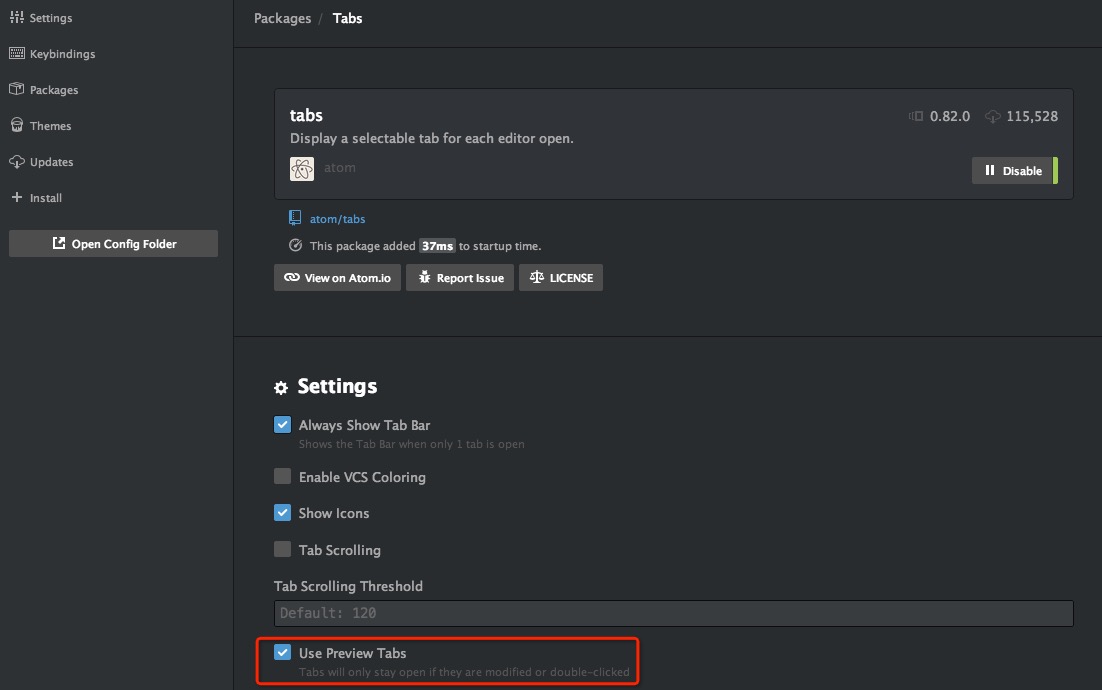 Settings
Keybindings
Packages
Themes
Updates
Install
Open Config Folder
Packages / Tabs
tabs
0.82.0 115,528
Display a selectable tab for each editor open.
atom
Disable
atom/tabs
This package added 37ms to startup time.
View on Atom.io Report Issue LICENSE
Settings
Always Show Tab Bar
Shows the Tab Bar when only 1 tab is open
Enable VCS Coloring
Show Icons
Tab Scrolling
Tab Scrolling Threshold
Default: 120
Use Preview Tabs
Tabs will only stay open if they are modified or double-clicked